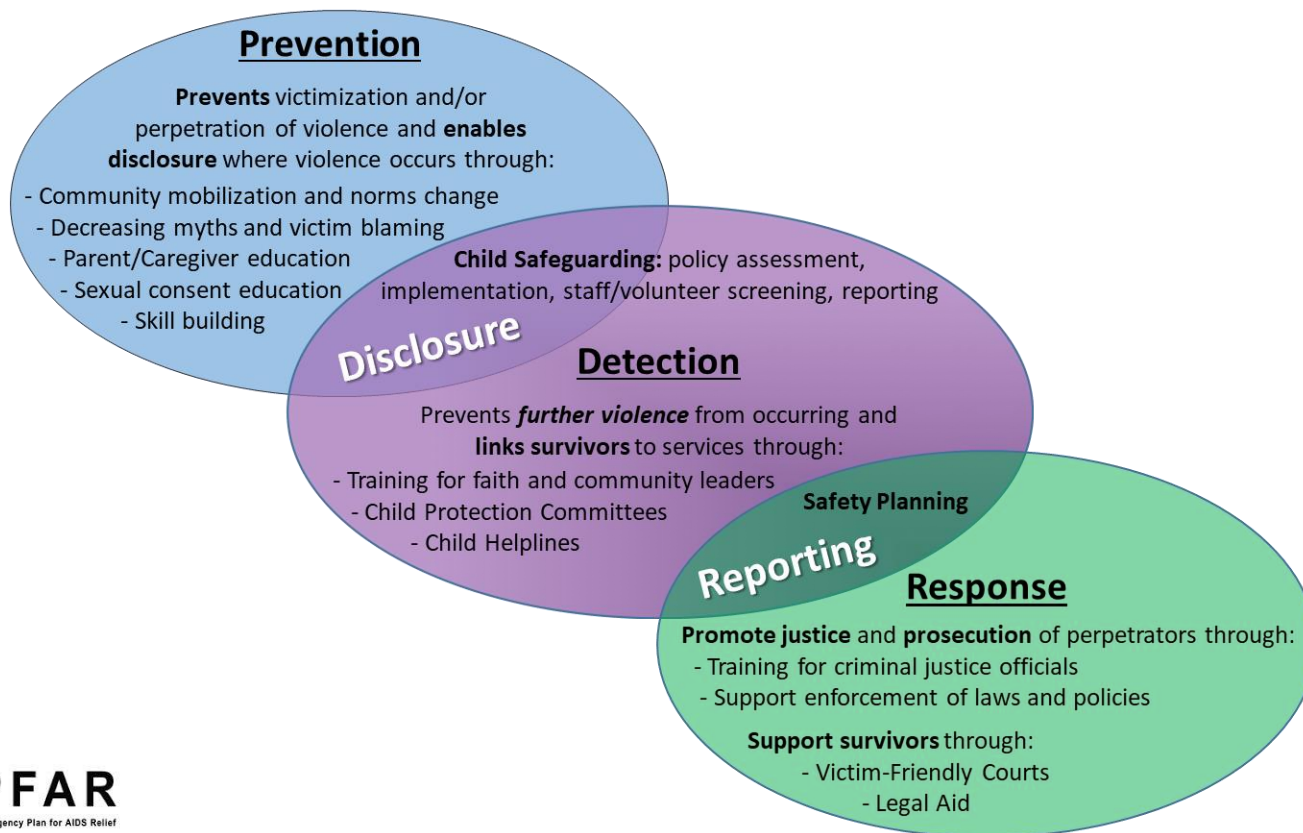 Prevention
Prevents victimization and/or
perpetration of violence and enables
disclosure where violence occurs through:
- Community mobilization and norms change
- Decreasing myths and victim blaming
- Parent/Caregiver education
- Sexual consent education
- Skill building
Child Safeguarding: policy assessment,
implementation, staff/volunteer screening, reporting
Disclosure
Detection
Prevents further violence from occurring and
links survivors to services through:
- Training for faith and community leaders
- Child Protection Committees
- Child Helplines
Safety Planning
Reporting
Response
Promote justice and prosecution of perpetrators through:
- Training for criminal justice officials
- Support enforcement of laws and policies
Support survivors through:
- Victim-Friendly Courts
- Legal Aid
FAR
gency Plan for AIDS Relief